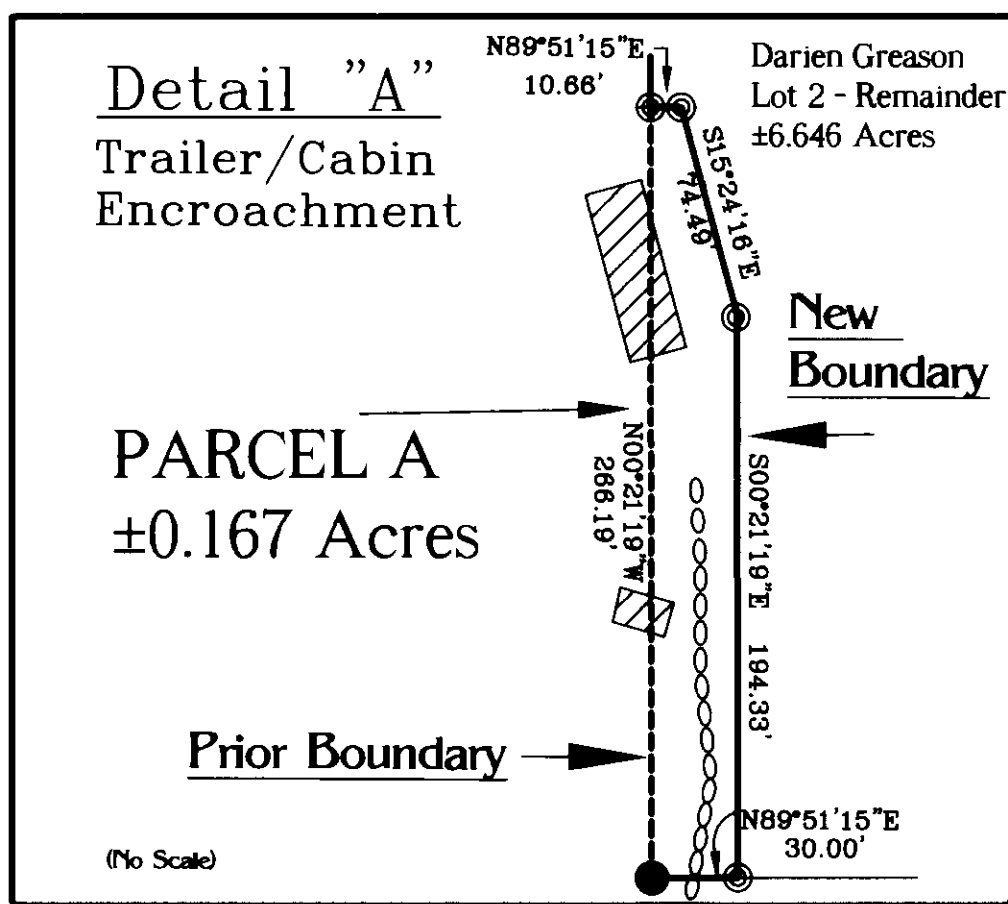 Detail "A"
Trailer/Cabin
Encroachment
N89°51'15"E
10.66'
Darien Greason
Lot 2 - Remainder
±6.646 Acres
S15°24'16"E
74.49'
New
Boundary
PARCEL A
±0.167 Acres
N00°21'19"W
266.19'
S00°21'19"E 194.33'
Prior Boundary
N89°51'15"E
30.00'
(No Scale)